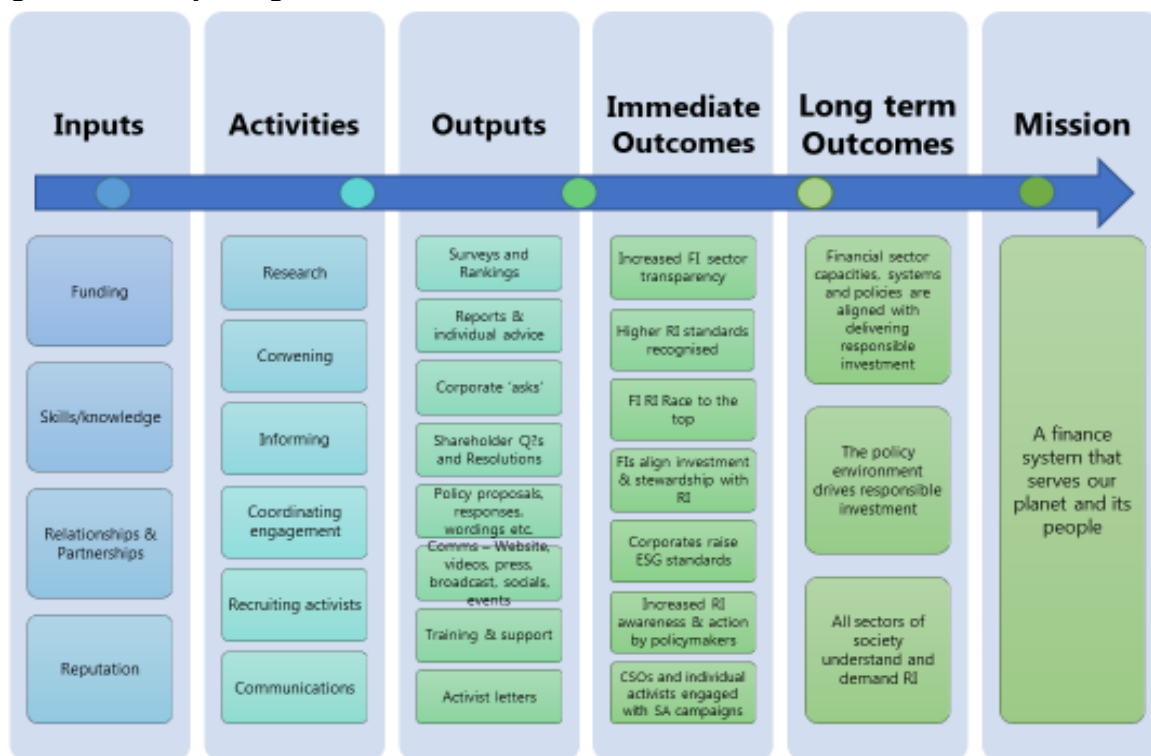 Inputs
Funding
Skills/knowledge
Relationships &
Partnerships
Reputation
Activities
Research
Convening
Informing
Coordinating
engagement
Recruiting activists
Communications
Outputs
Surveys and
Rankings
Reports &
individual advice
Corporate ‘asks’
Shareholder Q?s
and Resolutions
Policy proposals,
responses,
wordings etc.
Comms – Website,
videos, press,
broadcast, socials,
events
Training & support
Activist letters
Immediate
Outcomes
Increased FI sector
transparency
Higher RI standards
recognised
FI RI Race to the
top
FIs align investment
& stewardship with
RI
Corporates raise
ESG standards
Increased RI
awareness & action
by policymakers
CSOs and individual
activists engaged
with SA campaigns
Long term
Outcomes
Financial sector
capacities, systems
and policies are
aligned with
delivering
responsible
investment
The policy
environment
drives responsible
investment
All sectors of
society
understand and
demand RI
Mission
A finance
system that
serves our
planet and its
people